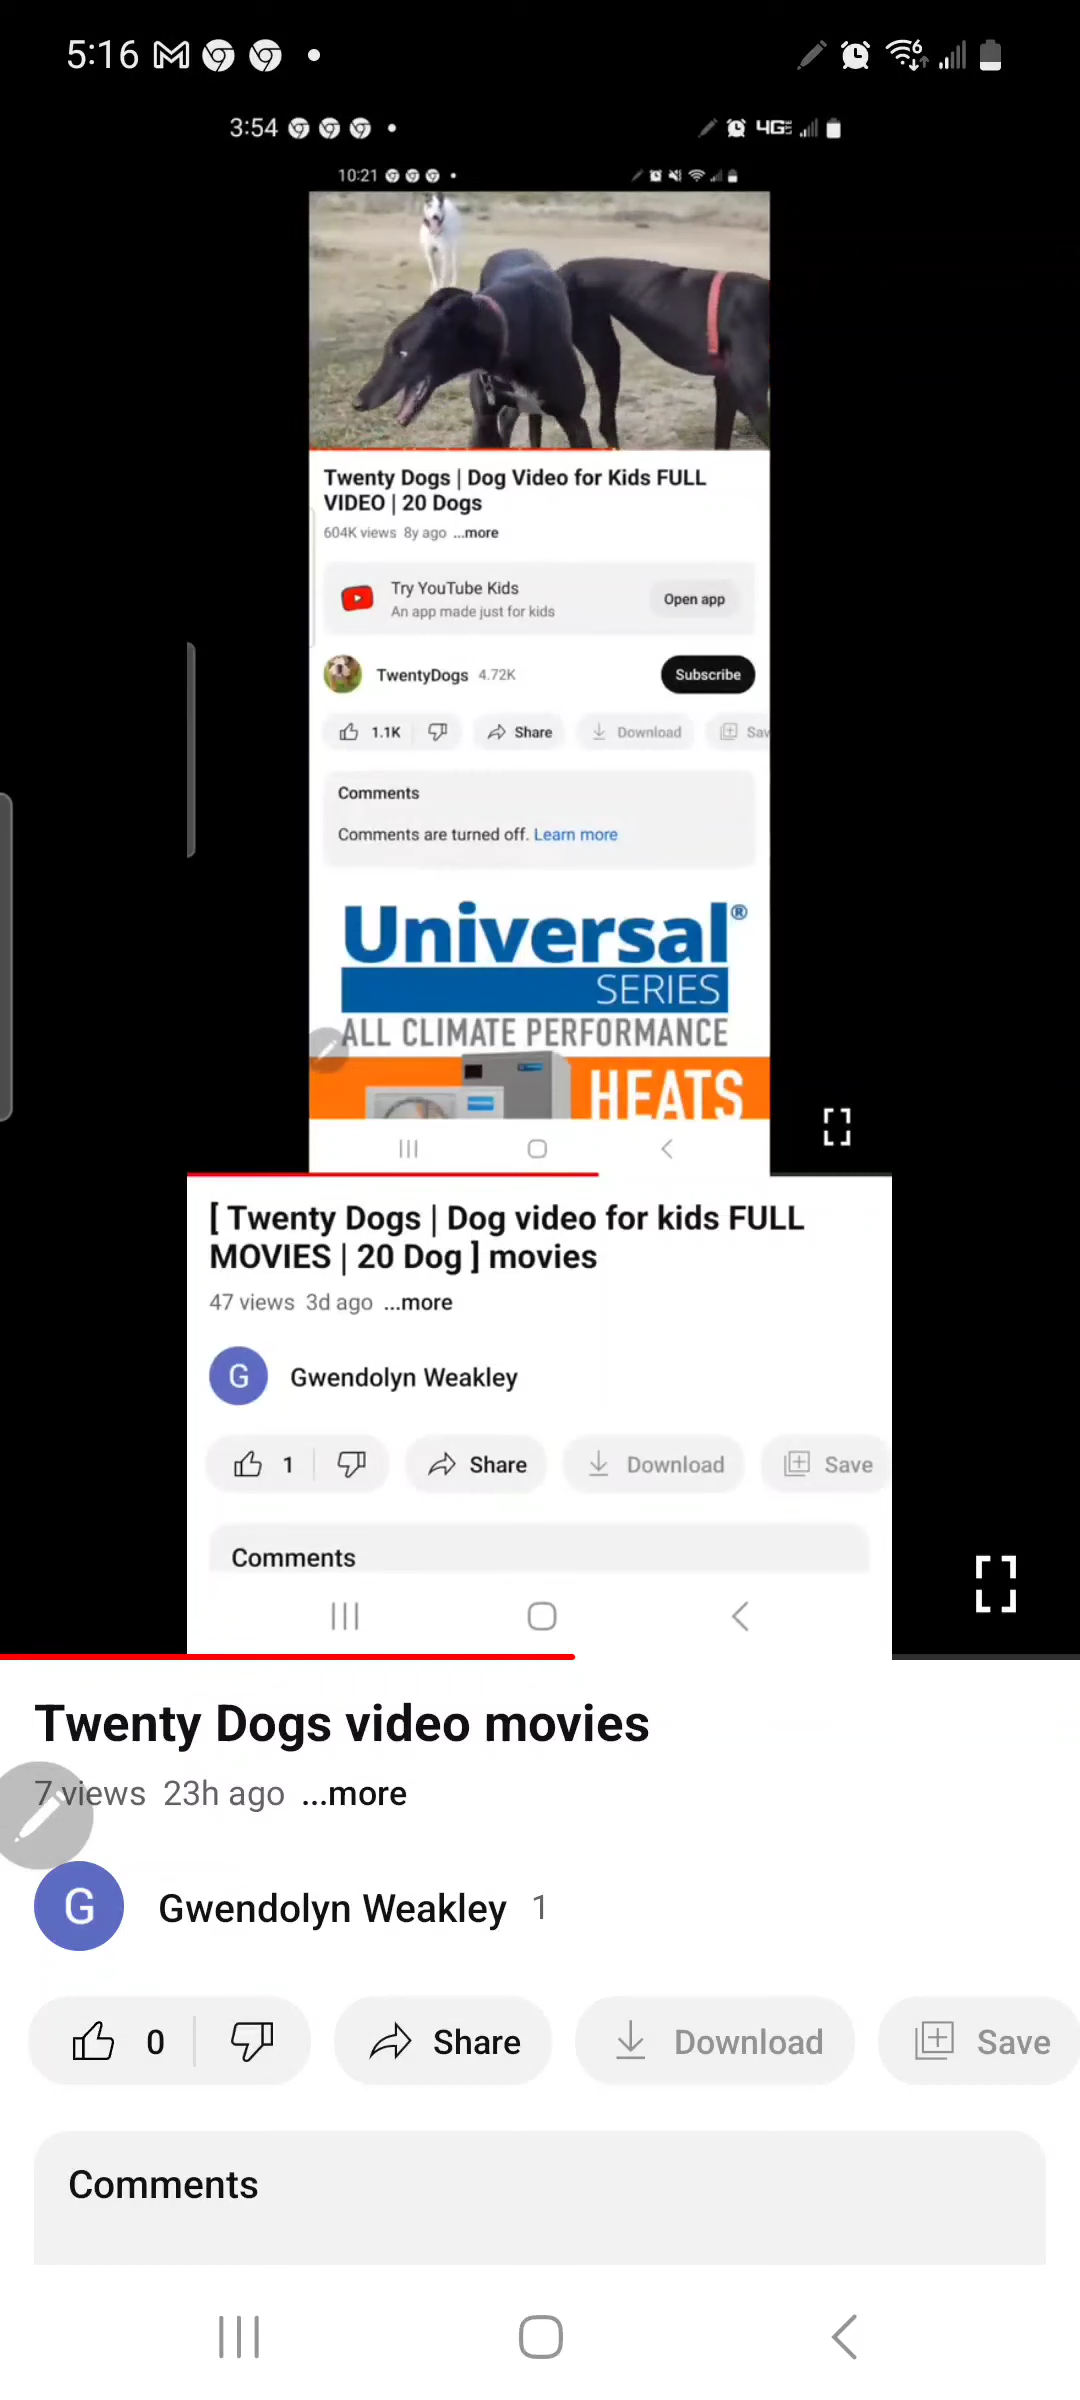 5:16
3:54
4GE
10:21
Twenty Dogs | Dog Video for Kids FULL
VIDEO | 20 Dogs
604K views 8y ago ...more
Try YouTube Kids
An app made just for kids
Open app
TwentyDogs 4.72K
Subscribe
1.1K
Share
Download
Sav
Comments
Comments are turned off. Learn more
Universal®
SERIES
ALL CLIMATE PERFORMANCE
HEATS
[ Twenty Dogs | Dog video for kids FULL
MOVIES | 20 Dog ] movies
47 views 3d ago ...more
G
Gwendolyn Weakley
1
Share
Download
Save
Comments
Twenty Dogs video movies
7 views 23h ago ...more
G
Gwendolyn Weakley 1
0
Share
Download
Save
Comments